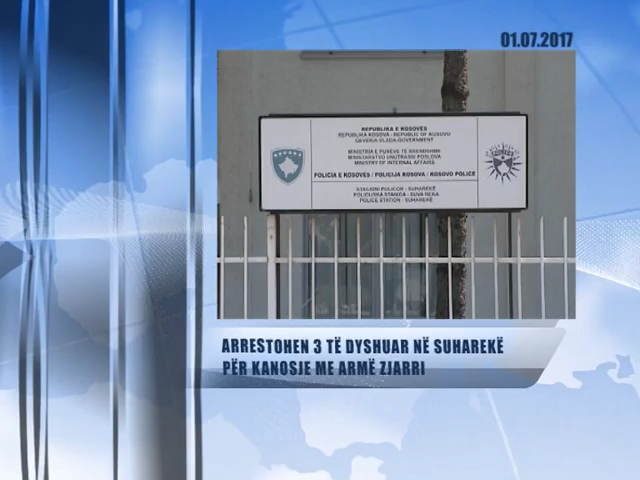 01.07.2017
REPUBLIKA E KOSOVËS
REPUBLIKA KOSOVA - REPUBLIC OF KOSOVO
QEVERIA-VLADA-GOVERNMENT
MINISTRIA E PUNËVE TË BRENDSHME
MINISTARSTVO UNUTRASNI POSLOVA
MINISTRY OF INTERNAL AFFAIRS
POLICIA E KOSOVËS / POLICIJA KOSOVA / KOSOVO POLICE
STACIONI POLICOR - SUHAREKË
POLICIJSKA STANICA - SUVA REKA
POLICE STATION - SUHAREKË
ARRESTOHEN 3 TË DYSHUAR NË SUHAREKË
PËR KANOSJE ME ARMË ZJARRI